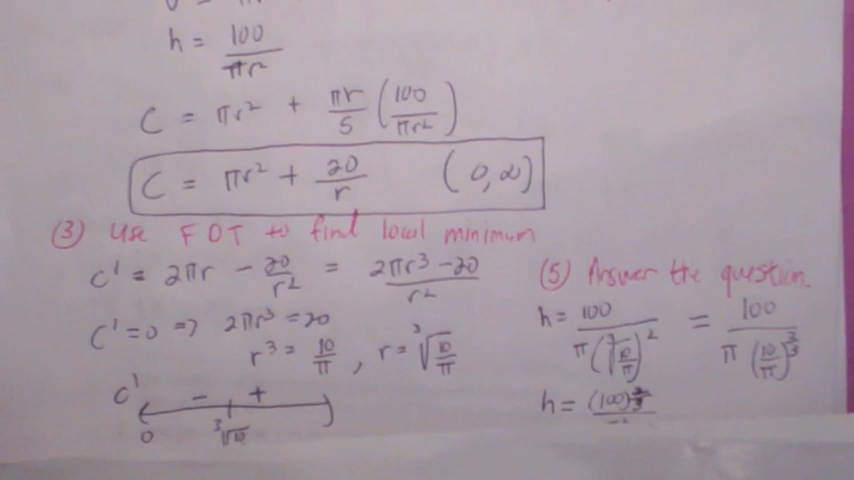 h = 100/πr²
C = πr² + πr/5 (100/πr²)
C = πr² + 20/r (0,∞)
(3) Use FDT to find local minimum
C' = 2πr - 20/r² = 2πr³-20/r²
C'=0 => 2πr³ = 20
r³ = 10/π , r = ∛(10/π)
C' - +
0 ∛10
(5) Answer the question.
h = 100/π(∛(10/π))² = 100/π(10/π)^(2/3)
h = (100)